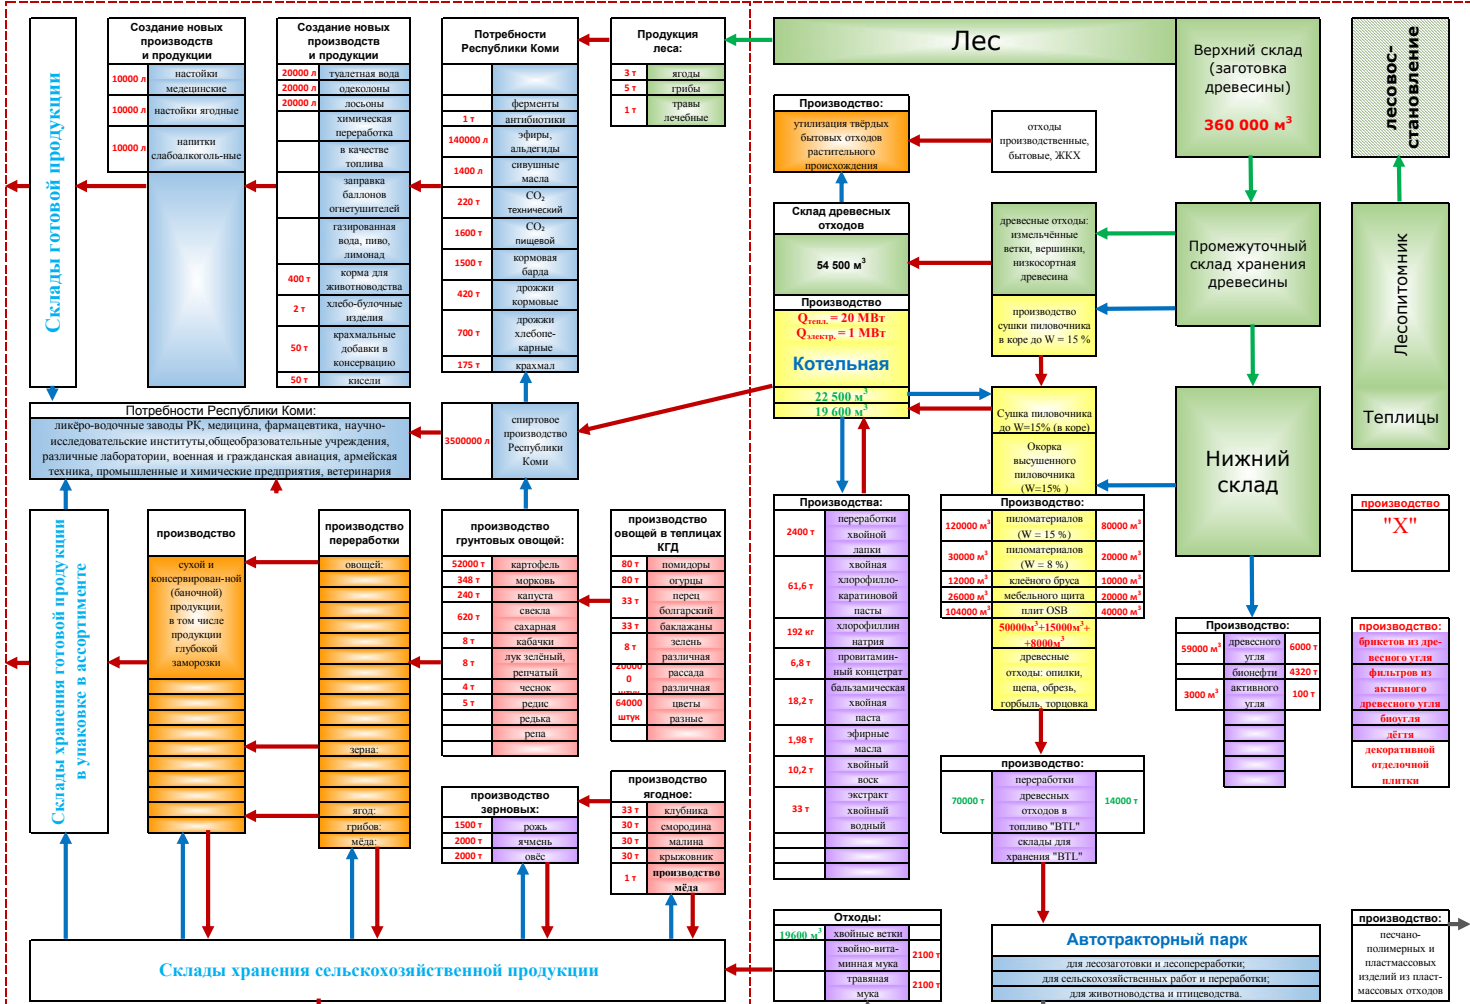 Склады готовой продукции
Создание новых
производств
и продукции
10000 л
настойки
медецинские
10000 л
настойки ягодные
10000 л
напитки
слабоалкоголь-ные
Создание новых
производств
и продукции
20000 л
туалетная вода
20000 л
одеколоны
20000 л
лосьоны
химическая
переработка
в качестве
топлива
заправка
баллонов
огнетушителей
газированная
вода, пиво,
лимонад
400 т
корма для
животноводства
2 т
хлебо-булочные
изделия
50 т
крахмальные
добавки в
консервацию
50 т
кисели
Потребности
Республики Коми
ферменты
1 т
антибиотики
140000 л
эфиры,
альдегиды
1400 л
сивушные
масла
220 т
CO₂
технический
1600 т
CO₂
пищевой
1500 т
кормовая
барда
420 т
дрожжи
кормовые
700 т
дрожжи
хлебопе-
карные
175 т
крахмал
Продукция
леса:
3 т
ягоды
5 т
грибы
1 т
травы
лечебные
Лес
Верхний склад
(заготовка
древесины)
360 000 м³
лесовос-
становление
Производство:
утилизация твёрдых
бытовых отходов
растительного
происхождения
отходы
производственные,
бытовые, ЖКХ
Склад древесных
отходов
54 500 м³
древесные отходы:
измельчённые
ветки, вершинки,
низкосортная
древесина
Промежуточный
склад хранения
древесины
Лесопитомник
Теплицы
Производство
Qтепл. = 20 МВт
Qэлектр. = 1 МВт
Котельная
22 500 м³
19 600 м³
производство
сушки пиловочника
в коре до W = 15 %
Сушка пиловочника
до W=15% (в коре)
Окорка
высушенного
пиловочника
(W=15% )
Нижний
склад
Потребности Республики Коми:
ликёро-водочные заводы РК, медицина, фармацевтика, научно-
исследовательские институты,общеобразовательные учреждения,
различные лаборатории, военная и гражданская авиация, армейская
техника, промышленные и химические предприятия, ветеринария
3500000 л
спиртовое
производство
Республики
Коми
Склады хранения готовой продукции
в упаковке в ассортименте
производство
сухой и
консервирован-ной
(баночной)
продукции,
в том числе
продукции
глубокой
заморозки
производство
переработки
овощей:
зерна:
ягод:
грибов:
мёда:
производство
грунтовых овощей:
52000 т
картофель
348 т
морковь
240 т
капуста
620 т
свекла
сахарная
8 т
кабачки
8 т
лук зелёный,
репчатый
4 т
чеснок
5 т
редис
редька
репа
производство
овощей в теплицах
КГД
80 т
помидоры
80 т
огурцы
33 т
перец
болгарский
33 т
баклажаны
8 т
зелень
различная
20000
0
штук
рассада
различная
64000
штук
цветы
разные
производство
зерновых:
1500 т
рожь
2000 т
ячмень
2000 т
овёс
производство
ягодное:
33 т
клубника
30 т
смородина
30 т
малина
30 т
крыжовник
1 т
производство
мёда
Производства:
2400 т
переработки
хвойной
лапки
61,6 т
хвойная
хлорофилло-
каратиновой
пасты
192 кг
хлорофиллин
натрия
6,8 т
провитамин-
ный концетрат
18,2 т
бальзамическая
хвойная
паста
1,98 т
эфирные
масла
10,2 т
хвойный
воск
33 т
экстракт
хвойный
водный
Производство:
120000 м³
пиломатериалов
(W = 15 %)
80000 м³
30000 м³
пиломатериалов
(W = 8 %)
20000 м³
12000 м³
клеёного бруса
10000 м³
26000 м³
мебельного щита
20000 м³
104000 м³
плит OSB
40000 м³
50000м³+15000м³+
+8000м³
древесные
отходы: опилки,
щепа, обрезь,
горбыль, торцовка
производство:
70000 т
переработки
древесных
отходов в
топливо "BTL"
14000 т
склады для
хранения "BTL"
Производство:
59000 м³
древесного
угля
6000 т
бионефти
4320 т
3000 м³
активного
угля
100 т
производство
"X"
производство:
брикетов из дре-
весного угля
фильтров из
активного
древесного угля
биоугля
дёгтя
декоративной
отделочной
плитки
Склады хранения сельскохозяйственной продукции
Отходы:
19600 м³
хвойные ветки
хвойно-вита-
минная мука
2100 т
травяная
мука
2100 т
Автотракторный парк
для лесозаготовки и лесопереработки;
для сельскохозяйственных работ и переработки;
для животноводства и птицеводства.
производство:
песчано-
полимерных и
пластмассовых
изделий из пласт-
массовых отходов